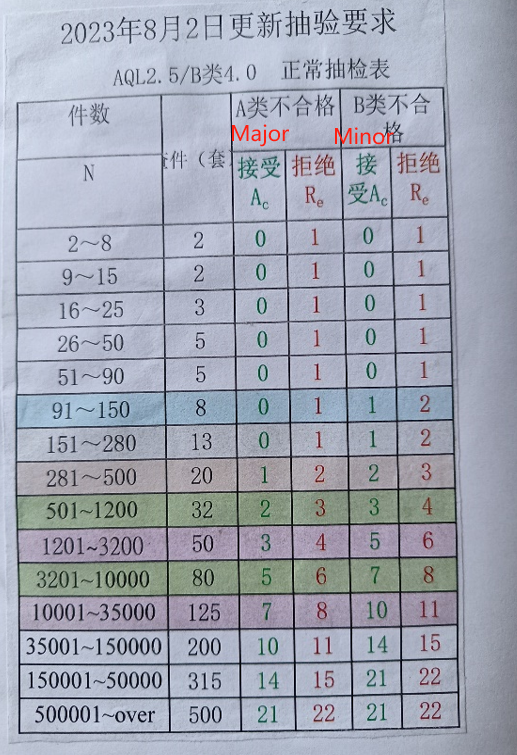 2023年8月2日更新抽验要求
AQL2.5/B类4.0 正常抽检表
件数 A类不合格 B类不合格
Major Minor
N 件（套 接受Ac 拒绝Re 接受Ac 拒绝Re
2～8 2 0 1 0 1
9～15 2 0 1 0 1
16～25 3 0 1 0 1
26～50 5 0 1 0 1
51～90 5 0 1 0 1
91～150 8 0 1 1 2
151～280 13 0 1 1 2
281～500 20 1 2 2 3
501~1200 32 2 3 3 4
1201~3200 50 3 4 5 6
3201~10000 80 5 6 7 8
10001~35000 125 7 8 10 11
35001~150000 200 10 11 14 15
150001~50000 315 14 15 21 22
500001~over 500 21 22 21 22